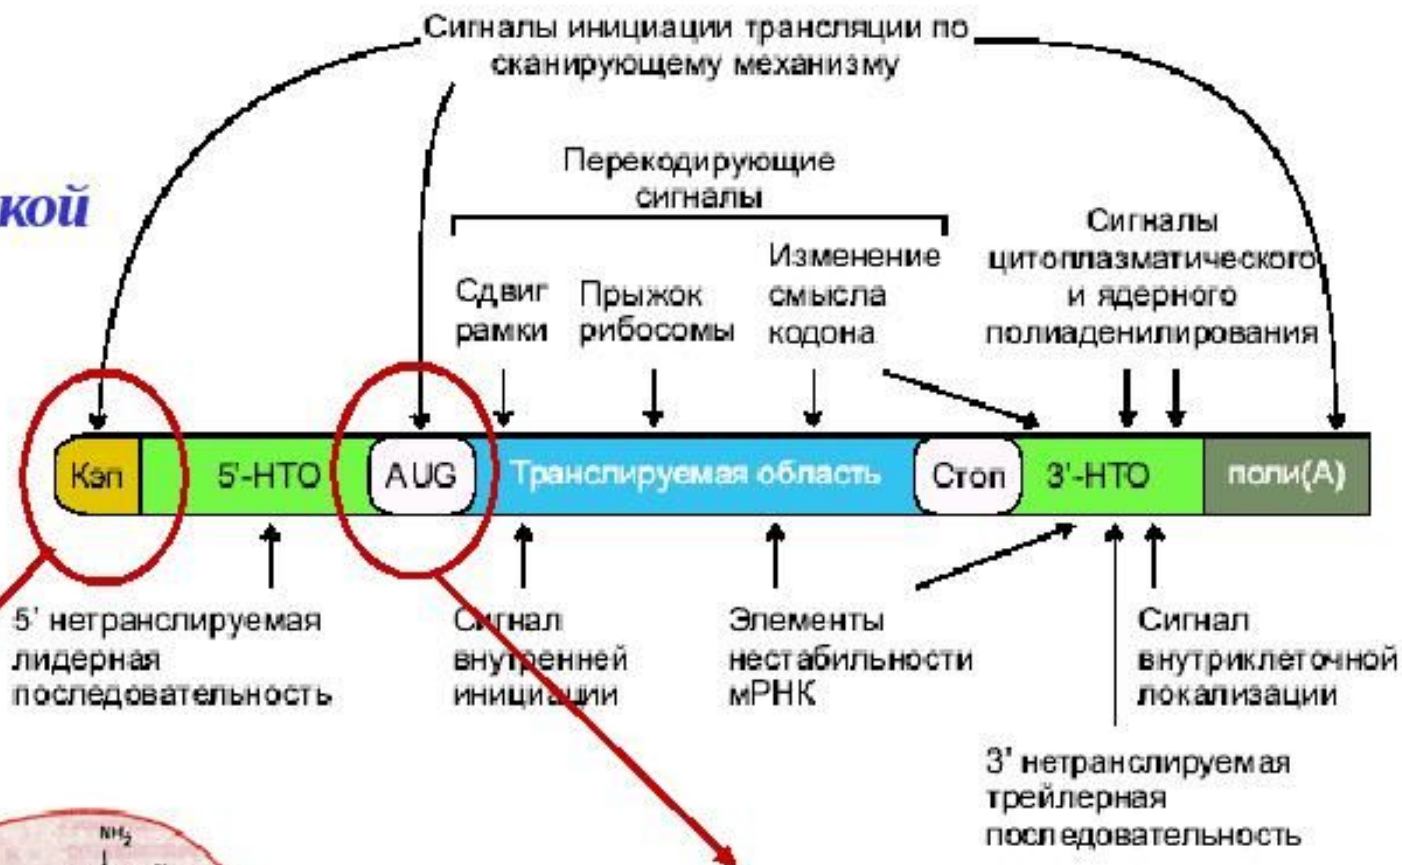 Сигналы инициации трансляции по
сканирующему механизму
кой
Перекодирующие
сигналы
Сдвиг
рамки
Прыжок
рибосомы
Изменение
смысла
кодона
Сигналы
цитоплазматического
и ядерного
полиаденилирования
Кэп
5'-НТО
AUG
Транслируемая область
Стоп
3'-НТО
поли(А)
5' нетранслируемая
лидерная
последовательность
Сигнал
внутренней
инициации
Элементы
нестабильности
мРНК
Сигнал
внутриклеточной
локализации
3' нетранслируемая
трейлерная
последовательность
NH₂